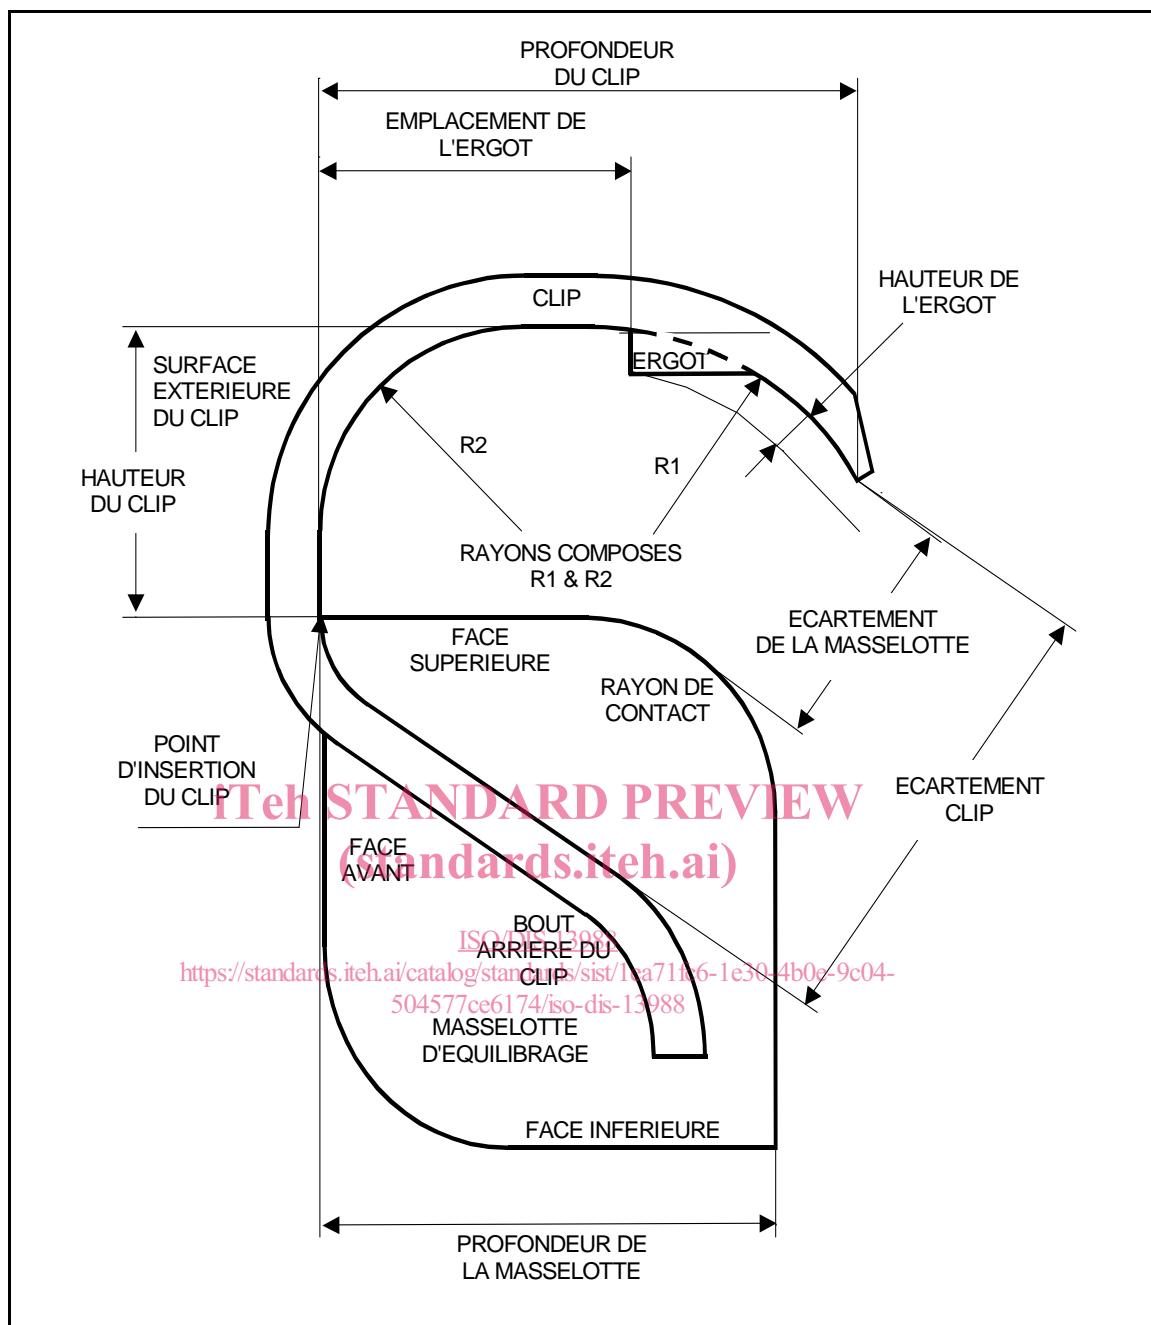 PROFONDEUR
DU CLIP
EMPLACEMENT DE
L'ERGOT
HAUTEUR DE
L'ERGOT
CLIP
SURFACE
EXTERIEURE
DU CLIP
ERGOT
R2
R1
HAUTEUR
DU CLIP
RAYONS COMPOSES
R1 & R2
ECARTEMENT
DE LA MASSELOTTE
FACE
SUPERIEURE
RAYON DE
CONTACT
POINT
D'INSERTION
DU CLIP
ECARTEMENT
CLIP
iTeh STANDARD PREVIEW
(standards.iteh.ai)
FACE
AVANT
BOUT
ARRIERE DU
CLIP
ISO/DIS 13988
https://standards.iteh.ai/catalog/standards/sist/1ea71fc6-1e30-4b0e-9c04-
504577ce6174/iso-dis-13988
MASSELOTTE
D'EQUILIBRAGE
FACE INFERIEURE
PROFONDEUR DE
LA MASSELOTTE